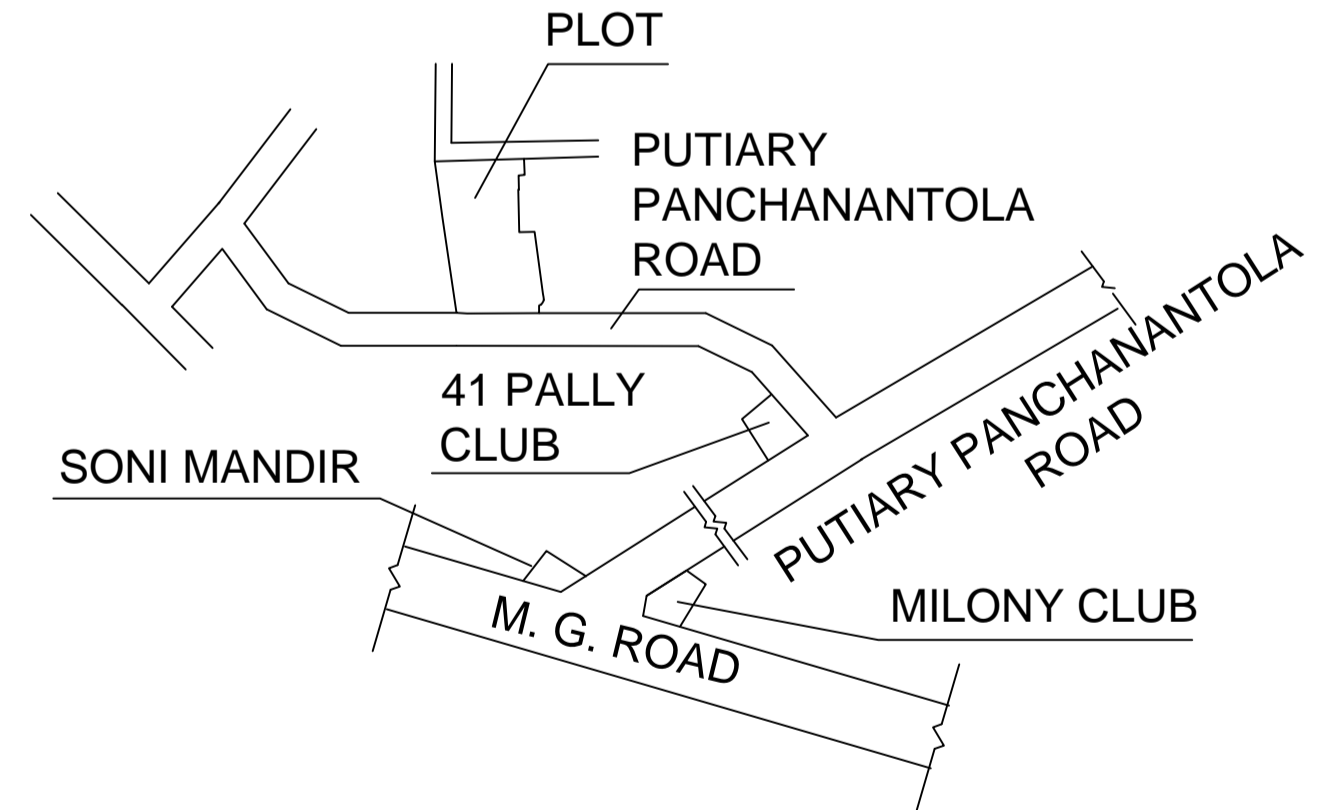 PLOT
PUTIARY
PANCHANANTOLA
ROAD
41 PALLY
CLUB
SONI MANDIR
PUTIARY PANCHANANTOLA
ROAD
MILONY CLUB
M. G. ROAD